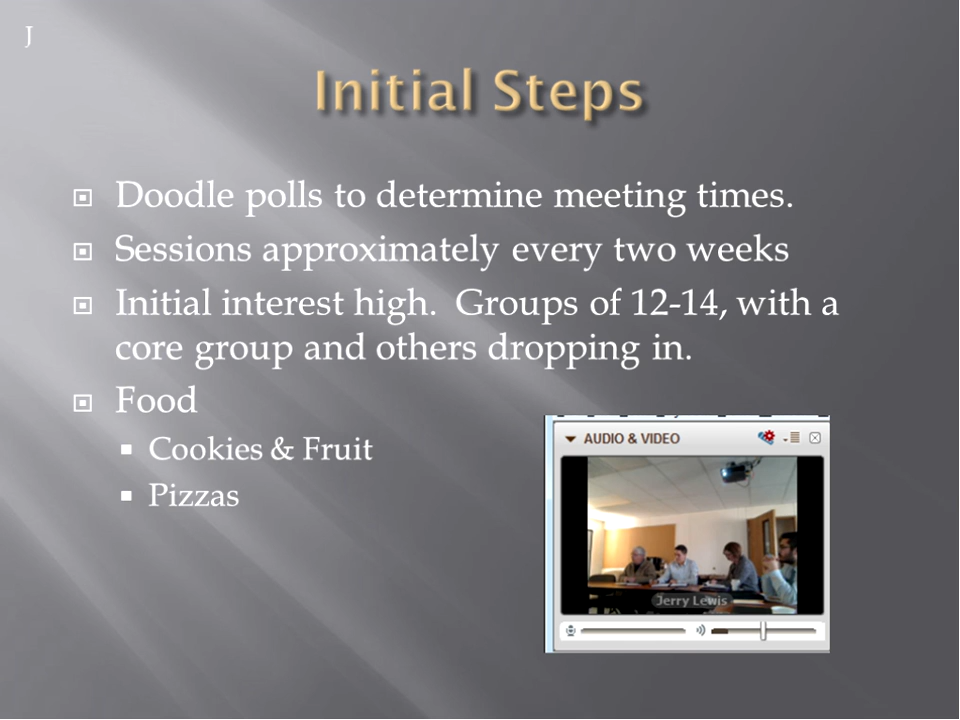 J
Initial Steps
Doodle polls to determine meeting times.
Sessions approximately every two weeks
Initial interest high.  Groups of 12-14, with a
core group and others dropping in.
Food
Cookies & Fruit
Pizzas
AUDIO & VIDEO
Jerry Lewis